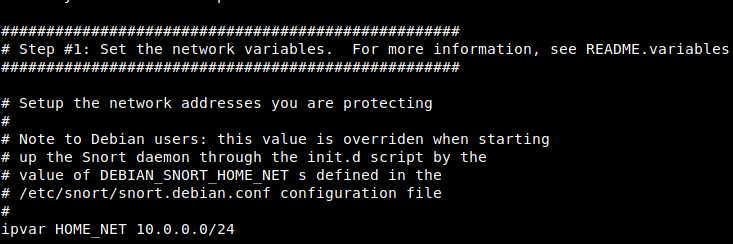 ###################################################
# Step #1: Set the network variables.  For more information, see README.variables
###################################################
# Setup the network addresses you are protecting
#
# Note to Debian users: this value is overriden when starting
# up the Snort daemon through the init.d script by the
# value of DEBIAN_SNORT_HOME_NET s defined in the
# /etc/snort/snort.debian.conf configuration file
#
ipvar HOME_NET 10.0.0.0/24